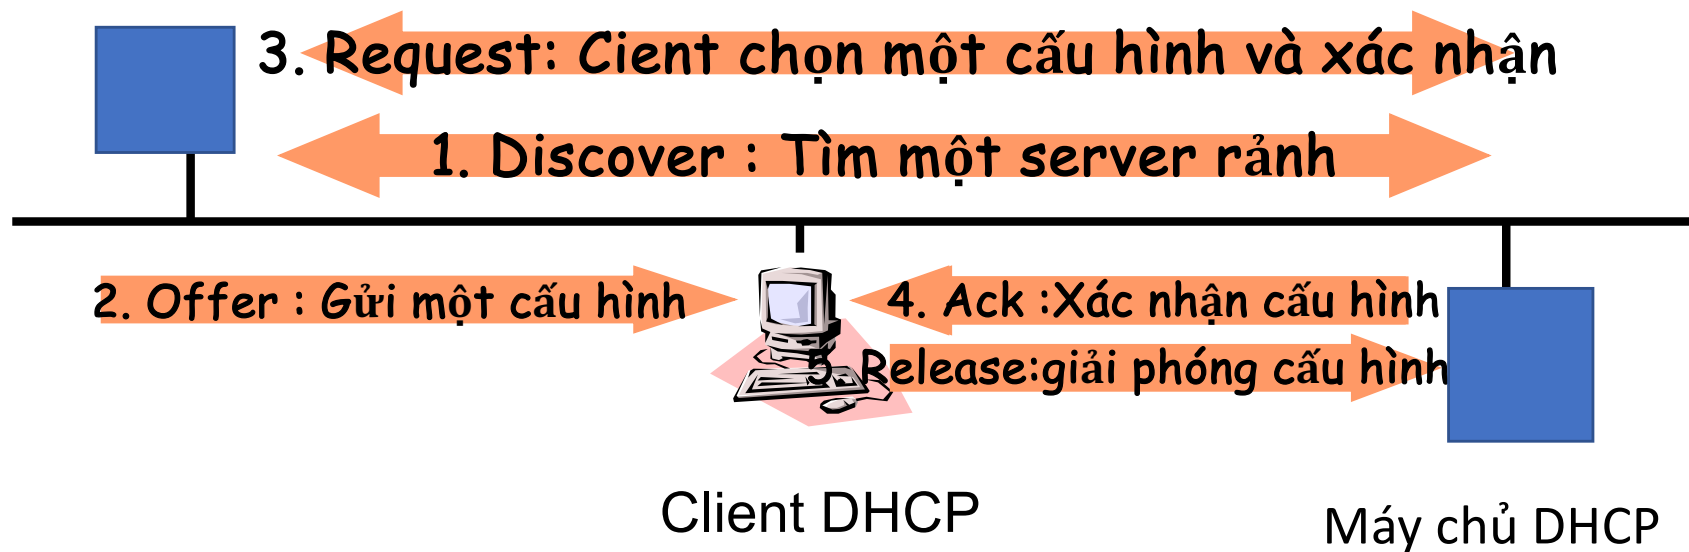 3. Request: Cient chọn một cấu hình và xác nhận
1. Discover : Tìm một server rảnh
2. Offer : Gửi một cấu hình
4. Ack :Xác nhận cấu hình
5 Release:giải phóng cấu hình
Client DHCP
Máy chủ DHCP